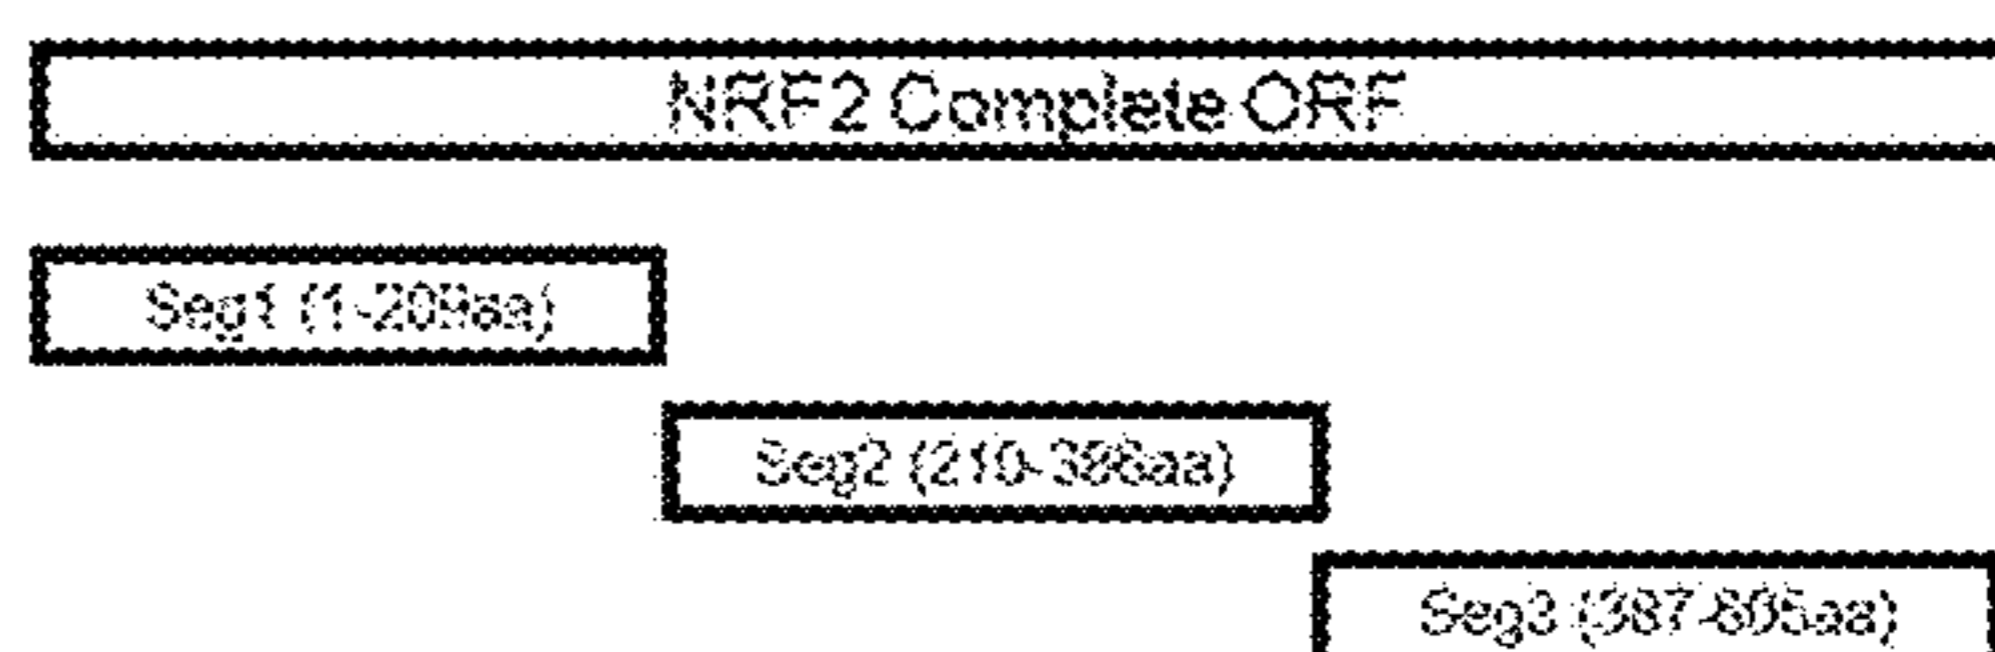 NRF2 Complete ORF
Seg1 (1-209aa)
Seg2 (210-386aa)
Seg3 (387-605aa)